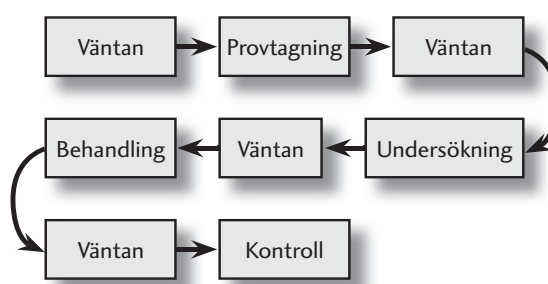 Väntan
Provtagning
Väntan
Undersökning
Väntan
Behandling
Väntan
Kontroll